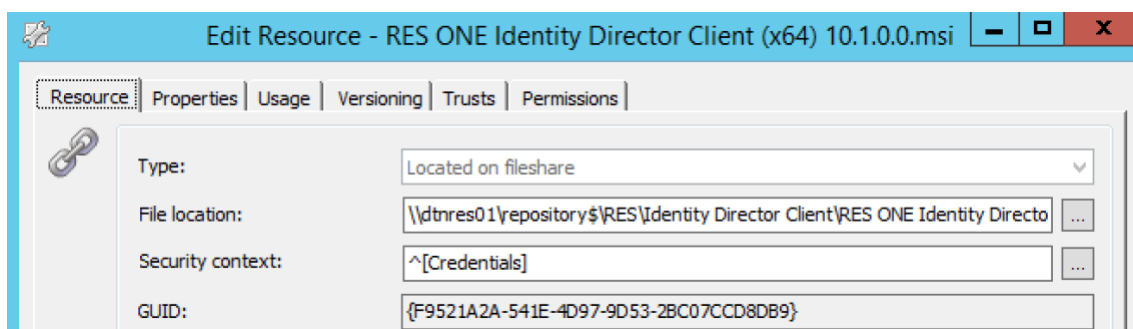 Edit Resource - RES ONE Identity Director Client (x64) 10.1.0.0.msi
Resource Properties Usage Versioning Trusts Permissions
Type: Located on fileshare
File location: \\dtnres01\repository$\RES\Identity Director Client\RES ONE Identity Directo ...
Security context: ^[Credentials] ...
GUID: {F9521A2A-541E-4D97-9D53-2BC07CCD8DB9}